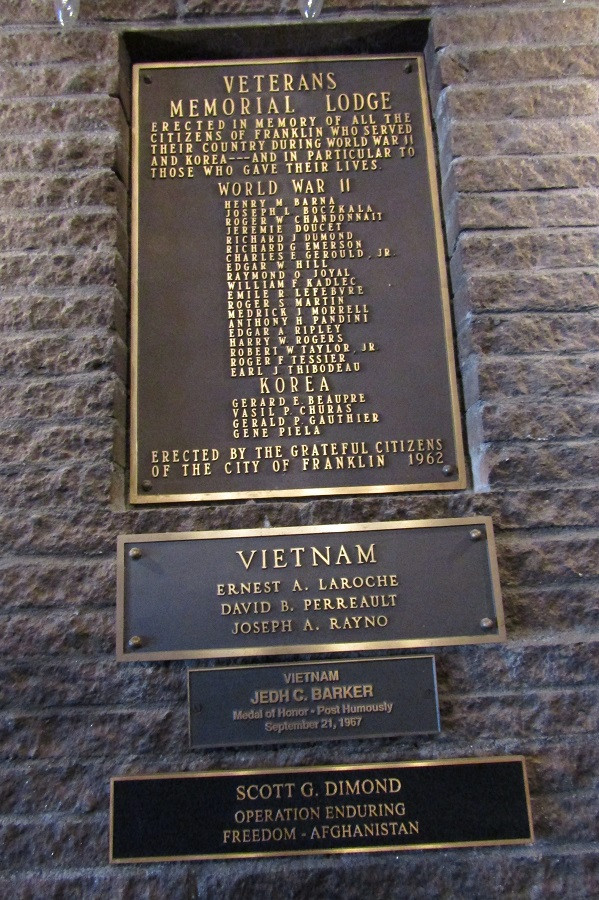 VETERANS
MEMORIAL LODGE
ERECTED IN MEMORY OF ALL THE
CITIZENS OF FRANKLIN WHO SERVED
THEIR COUNTRY DURING WORLD WAR II
AND KOREA---AND IN PARTICULAR TO
THOSE WHO GAVE THEIR LIVES.
WORLD WAR II
HENRY M BARNA
JOSEPH L BOCZKALA
ROGER W CHANDONNAIT
JEREMIE DOUCET
RICHARD J DUMOND
RICHARD G EMERSON
CHARLES E GEROULD, JR.
EDGAR W HILL
RAYMOND O JOYAL
WILLIAM F KADLEC
EMILE R LEFEBVRE
ROGER S MARTIN
MEDRICK J MORRELL
ANTHONY H PANDINI
EDGAR A RIPLEY
HARRY W ROGERS
ROBERT W TAYLOR, JR
ROGER F TESSIER
EARL J THIBODEAU
KOREA
GERARD E. BEAUPRE
VASIL P. CHURAS
GERALD P. GAUTHIER
GENE PIELA
ERECTED BY THE GRATEFUL CITIZENS
OF THE CITY OF FRANKLIN 1962
VIETNAM
ERNEST A. LAROCHE
DAVID B. PERREAULT
JOSEPH A. RAYNO
VIETNAM
JEDH C. BARKER
Medal of Honor - Post Humously
September 21, 1967
SCOTT G. DIMOND
OPERATION ENDURING
FREEDOM - AFGHANISTAN